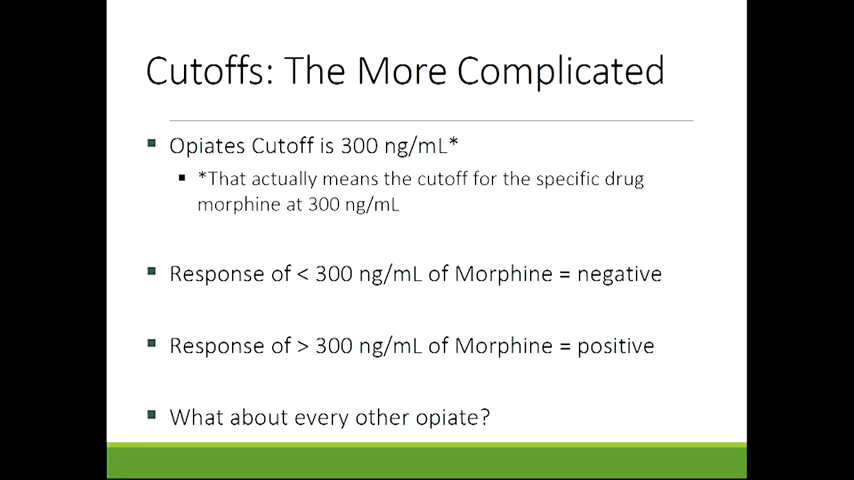 Cutoffs: The More Complicated
▪ Opiates Cutoff is 300 ng/mL*
▪ *That actually means the cutoff for the specific drug
morphine at 300 ng/mL
▪ Response of < 300 ng/mL of Morphine = negative
▪ Response of > 300 ng/mL of Morphine = positive
▪ What about every other opiate?